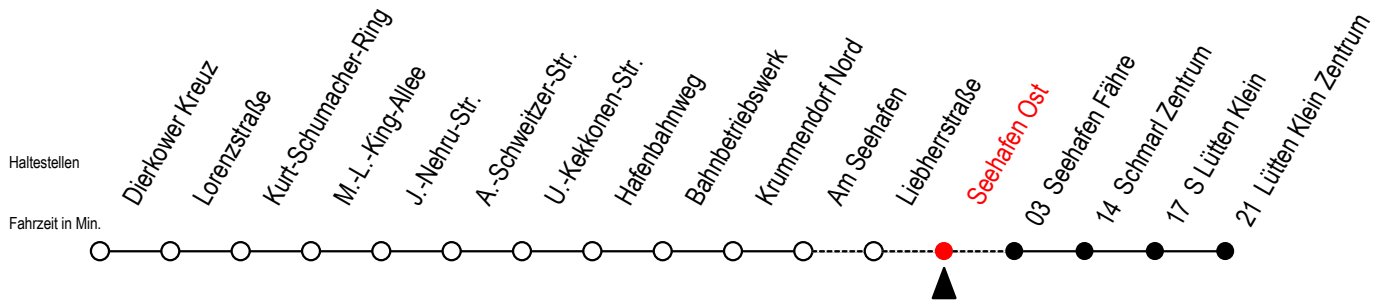 Haltestellen
Dierkower Kreuz
Lorenzstraße
Kurt-Schumacher-Ring
M.-L.-King-Allee
J.-Nehru-Str.
A.-Schweitzer-Str.
U.-Kekkonen-Str.
Hafenbahnweg
Bahnbetriebswerk
Krummendorf Nord
Am Seehafen
Liebherrstraße
Seehafen Ost
03 Seehafen Fähre
14 Schmarl Zentrum
17 S Lütten Klein
21 Lütten Klein Zentrum
Fahrzeit in Min.